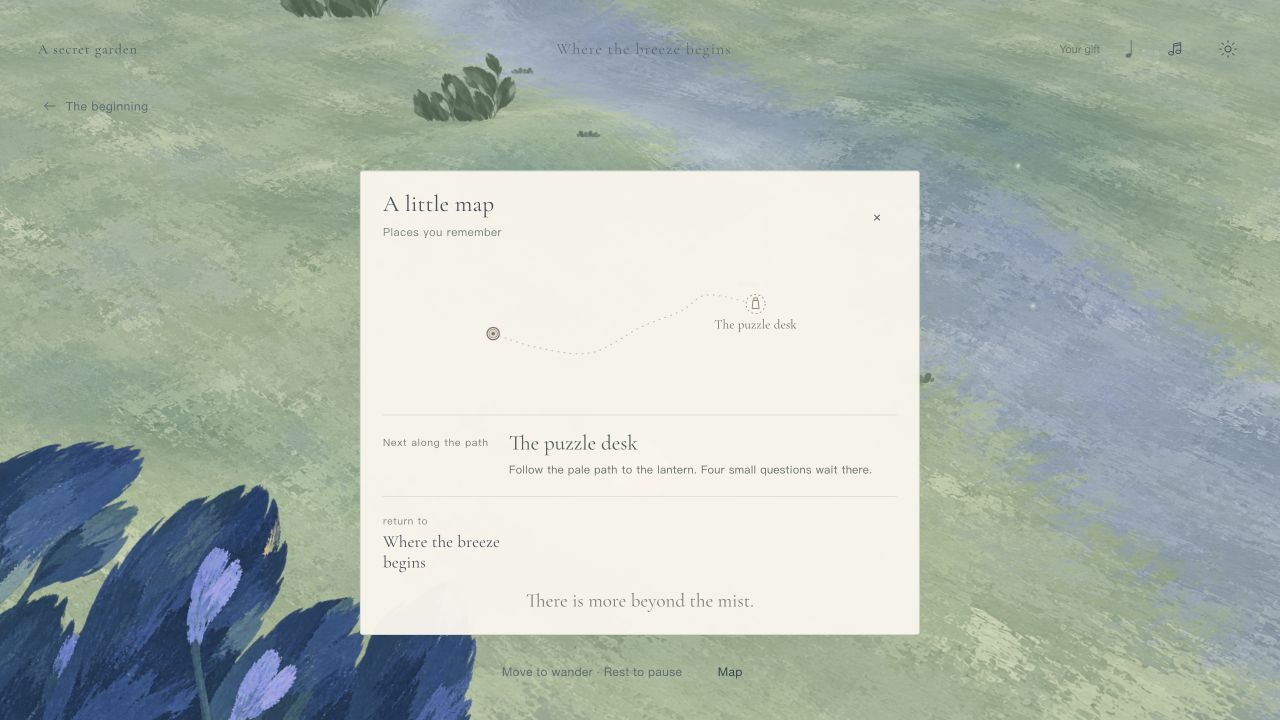 A secret garden
Where the breeze begins
Your gift
← The beginning
A little map
×
Places you remember
The puzzle desk
Next along the path
The puzzle desk
Follow the pale path to the lantern. Four small questions wait there.
return to
Where the breeze
begins
There is more beyond the mist.
Move to wander · Rest to pause
Map